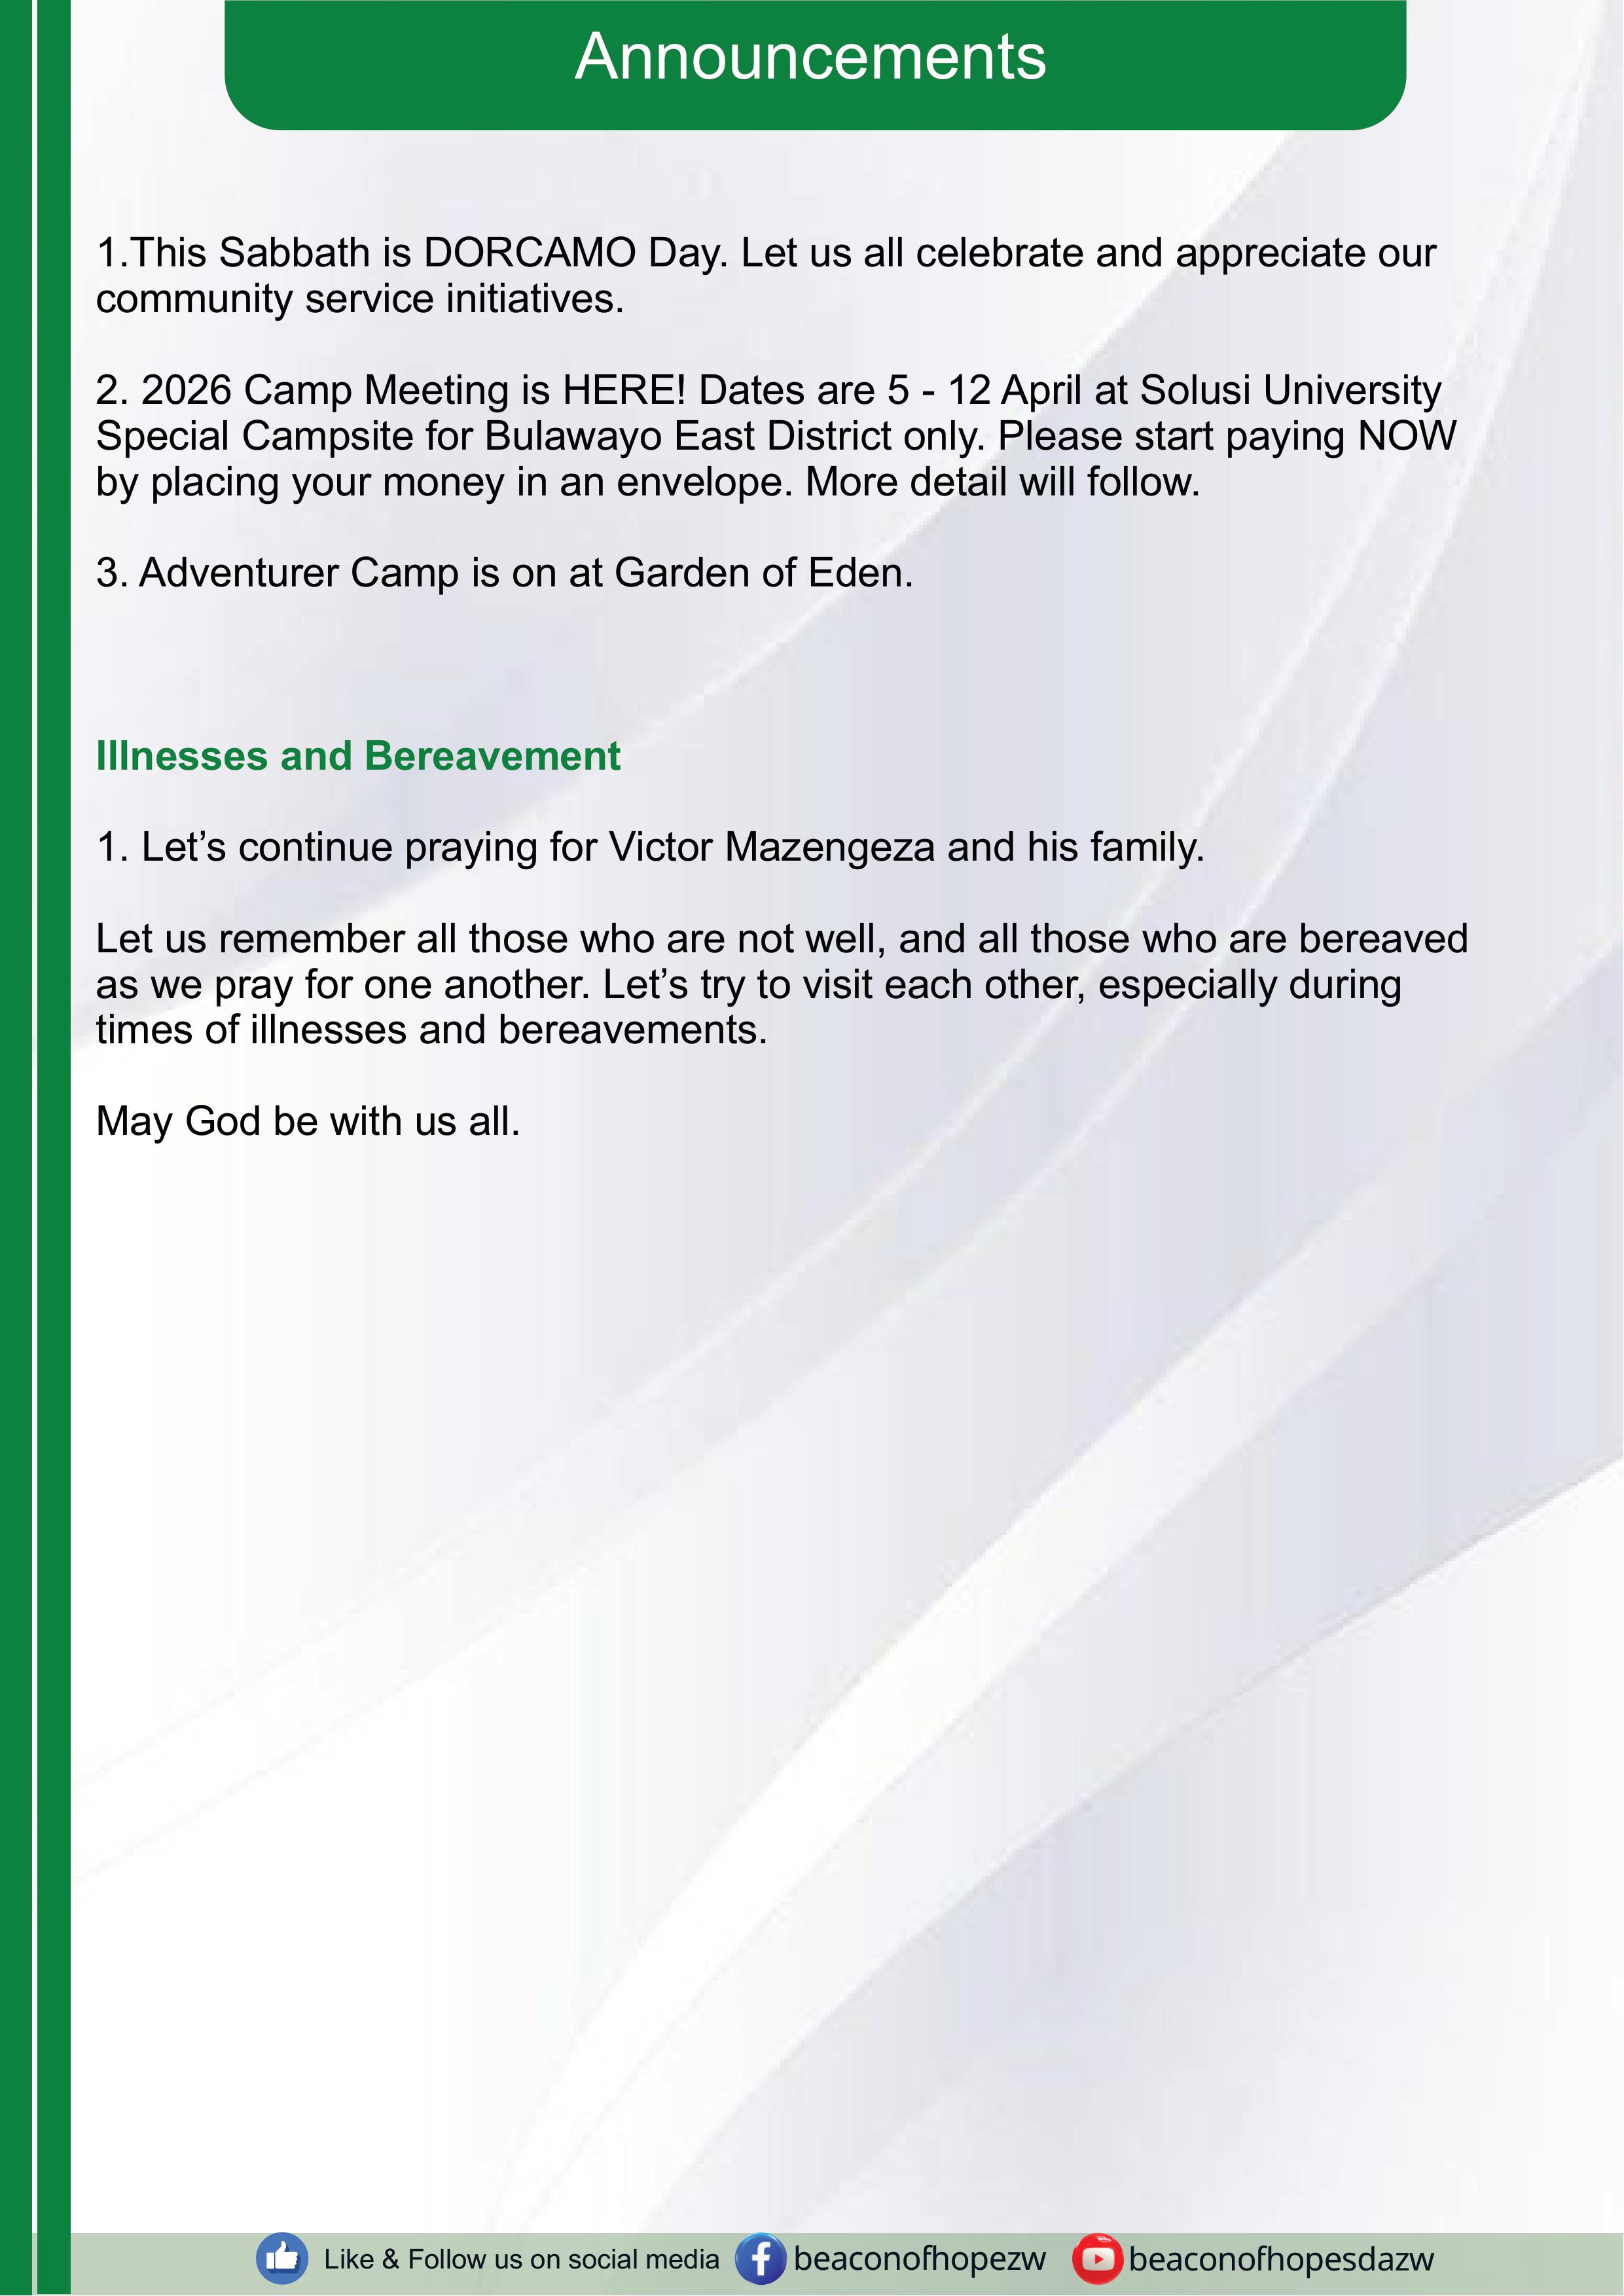 Announcements
1.This Sabbath is DORCAMO Day. Let us all celebrate and appreciate our
community service initiatives.
2. 2026 Camp Meeting is HERE! Dates are 5 - 12 April at Solusi University
Special Campsite for Bulawayo East District only. Please start paying NOW
by placing your money in an envelope. More detail will follow.
3. Adventurer Camp is on at Garden of Eden.
Illnesses and Bereavement
1. Let’s continue praying for Victor Mazengeza and his family.
Let us remember all those who are not well, and all those who are bereaved
as we pray for one another. Let’s try to visit each other, especially during
times of illnesses and bereavements.
May God be with us all.
Like & Follow us on social media beaconofhopezw beaconofhopesdazw